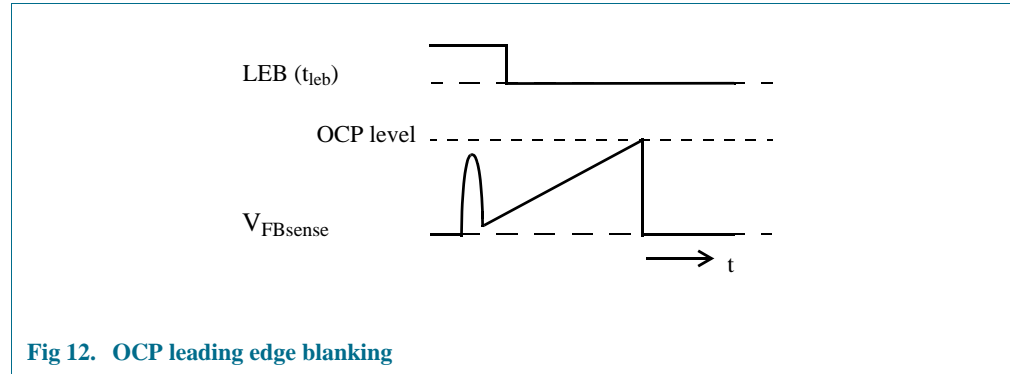 LEB (t_leb)
OCP level
V_FBsense
t
Fig 12. OCP leading edge blanking